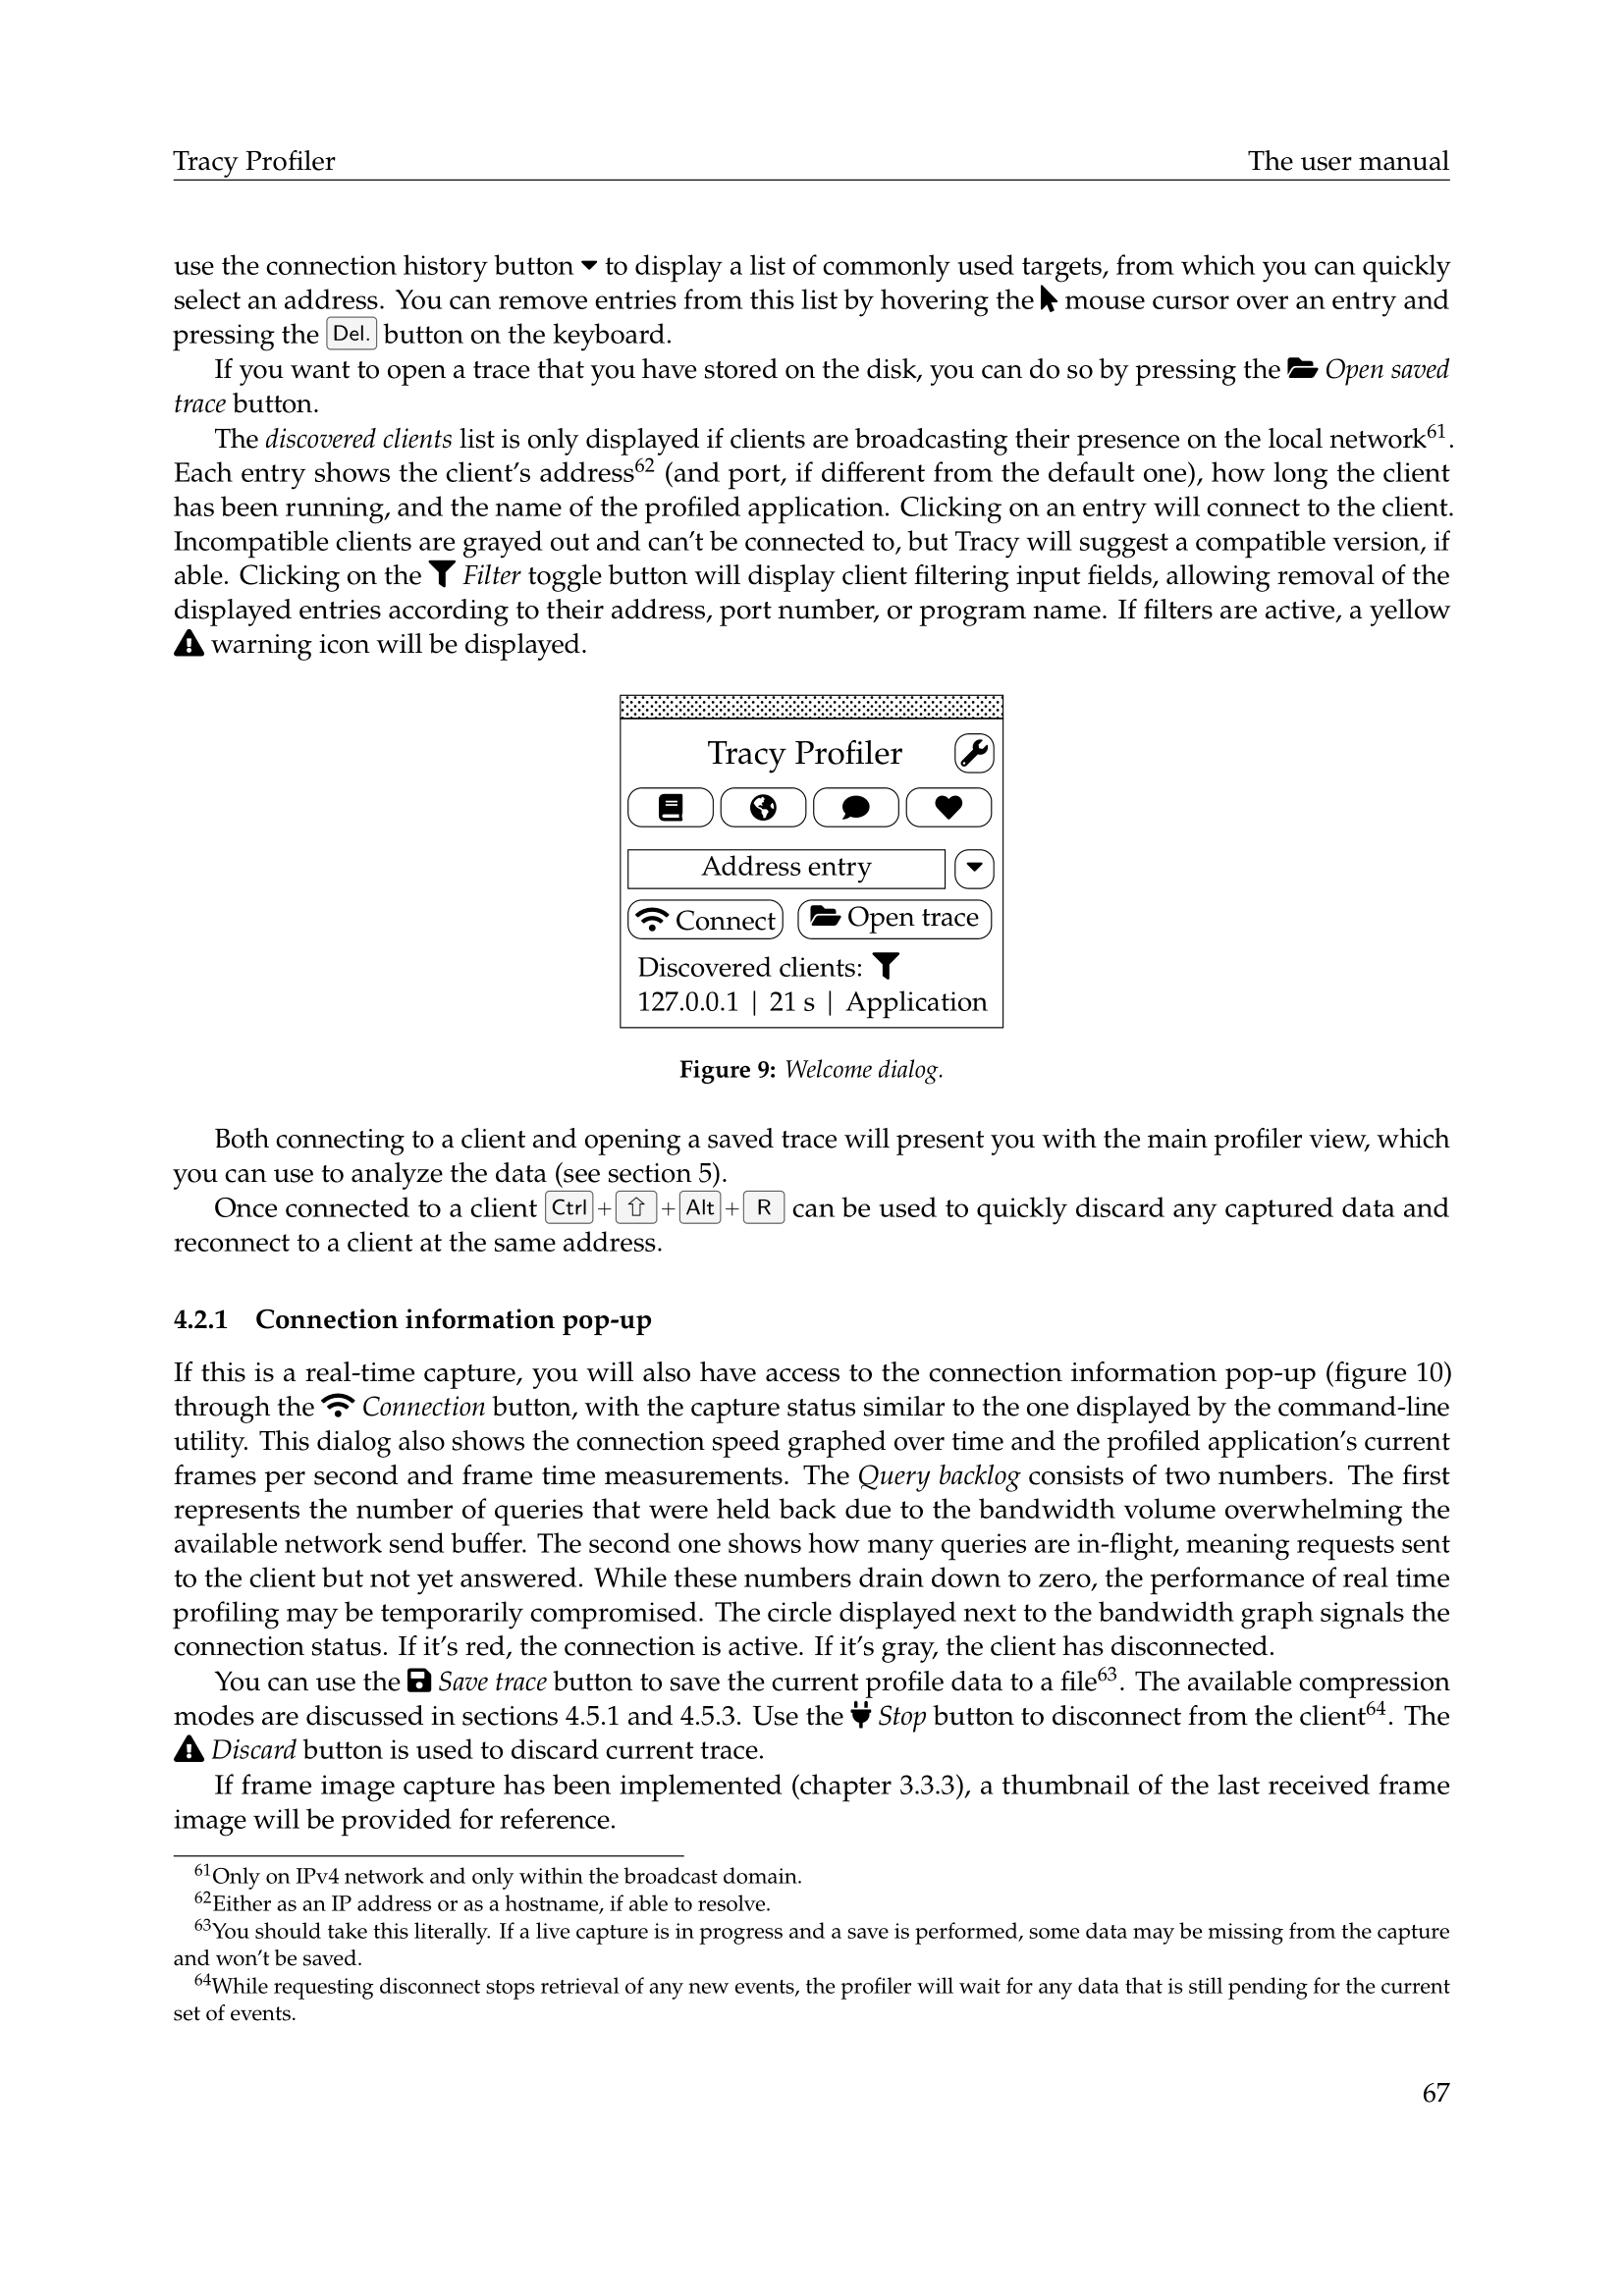 Tracy Profiler
The user manual
use the connection history button to display a list of commonly used targets, from which you can quickly
select an address. You can remove entries from this list by hovering the mouse cursor over an entry and
pressing the Del. button on the keyboard.
If you want to open a trace that you have stored on the disk, you can do so by pressing the Open saved
trace button.
The discovered clients list is only displayed if clients are broadcasting their presence on the local network61.
Each entry shows the client's address62 (and port, if different from the default one), how long the client
has been running, and the name of the profiled application. Clicking on an entry will connect to the client.
Incompatible clients are grayed out and can't be connected to, but Tracy will suggest a compatible version, if
able. Clicking on the Filter toggle button will display client filtering input fields, allowing removal of the
displayed entries according to their address, port number, or program name. If filters are active, a yellow
warning icon will be displayed.
Tracy Profiler
Address entry
Connect
Open trace
Discovered clients:
127.0.0.1 | 21 s | Application
Figure 9: Welcome dialog.
Both connecting to a client and opening a saved trace will present you with the main profiler view, which
you can use to analyze the data (see section 5).
Once connected to a client Ctrl + ⇧ + Alt + R can be used to quickly discard any captured data and
reconnect to a client at the same address.
4.2.1 Connection information pop-up
If this is a real-time capture, you will also have access to the connection information pop-up (figure 10)
through the Connection button, with the capture status similar to the one displayed by the command-line
utility. This dialog also shows the connection speed graphed over time and the profiled application's current
frames per second and frame time measurements. The Query backlog consists of two numbers. The first
represents the number of queries that were held back due to the bandwidth volume overwhelming the
available network send buffer. The second one shows how many queries are in-flight, meaning requests sent
to the client but not yet answered. While these numbers drain down to zero, the performance of real time
profiling may be temporarily compromised. The circle displayed next to the bandwidth graph signals the
connection status. If it's red, the connection is active. If it's gray, the client has disconnected.
You can use the Save trace button to save the current profile data to a file63. The available compression
modes are discussed in sections 4.5.1 and 4.5.3. Use the Stop button to disconnect from the client64. The
Discard button is used to discard current trace.
If frame image capture has been implemented (chapter 3.3.3), a thumbnail of the last received frame
image will be provided for reference.
61Only on IPv4 network and only within the broadcast domain.
62Either as an IP address or as a hostname, if able to resolve.
63You should take this literally. If a live capture is in progress and a save is performed, some data may be missing from the capture
and won't be saved.
64While requesting disconnect stops retrieval of any new events, the profiler will wait for any data that is still pending for the current
set of events.
67